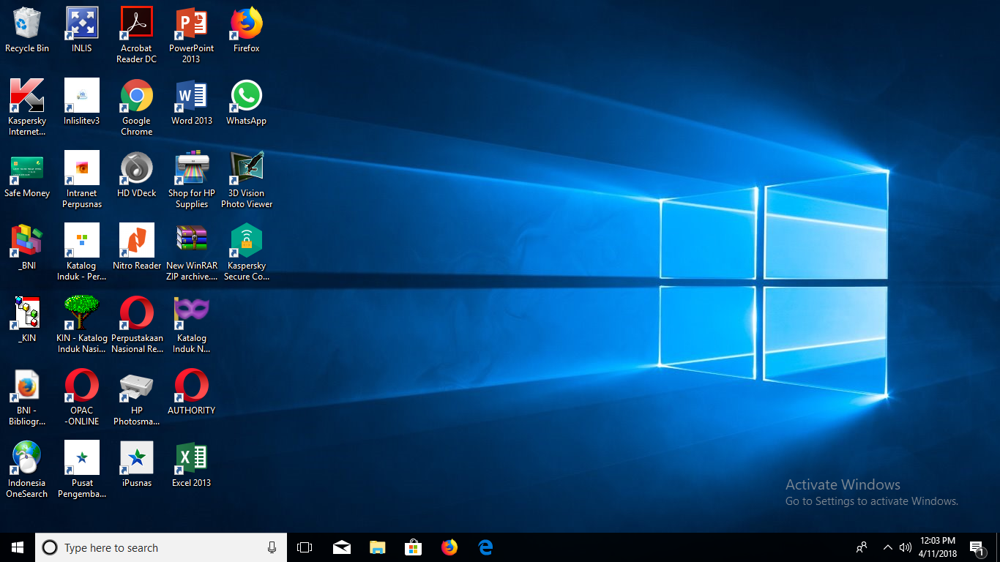 Recycle Bin
INLIS
Acrobat
Reader DC
PowerPoint
2013
Firefox
Kaspersky
Internet...
Inlislitev3
Google
Chrome
Word 2013
WhatsApp
Safe Money
Intranet
Perpusnas
HD VDeck
Shop for HP
Supplies
3D Vision
Photo Viewer
_BNI
Katalog
Induk - Per...
Nitro Reader
New WinRAR
ZIP archive....
Kaspersky
Secure Co...
_KIN
KIN - Katalog
Induk Nasi...
Perpustakaan
Nasional Re...
Katalog
Induk N...
BNI -
Bibliogr...
OPAC
-ONLINE
HP
Photosma...
AUTHORITY
Indonesia
OneSearch
Pusat
Pengemba...
iPusnas
Excel 2013
Activate Windows
Go to Settings to activate Windows.
Type here to search
12:03 PM
4/11/2018
1